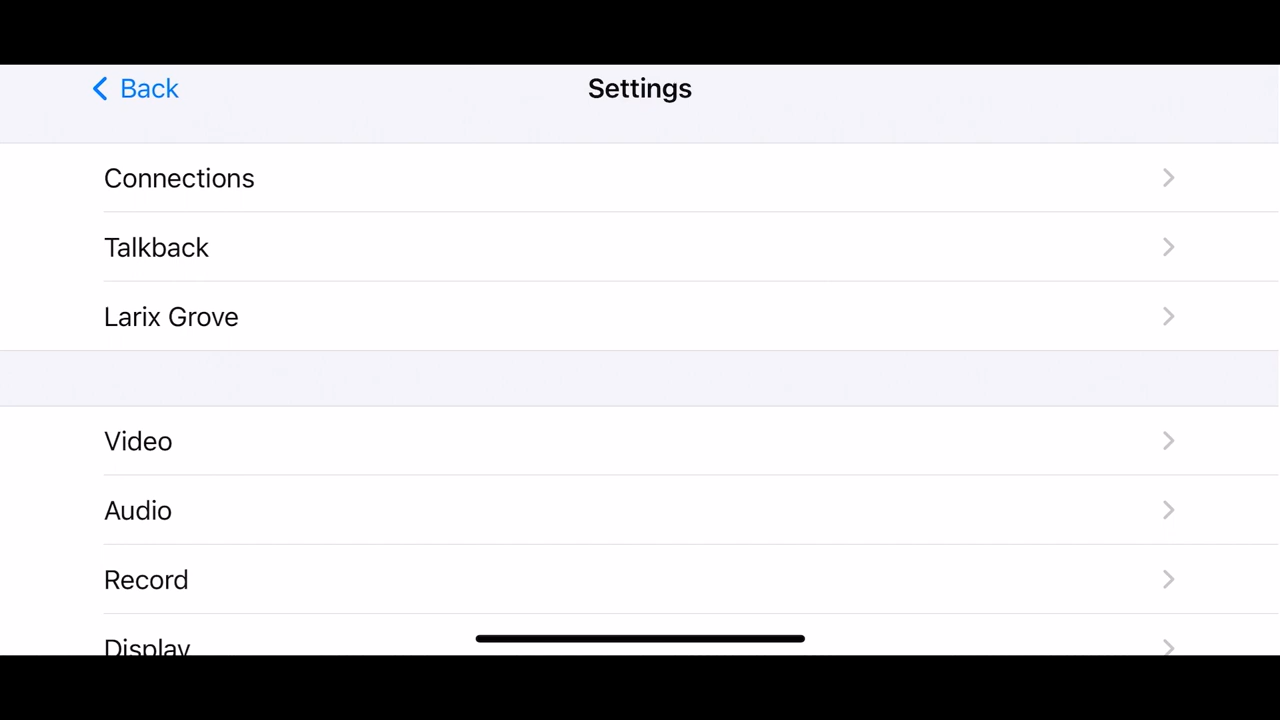 Back
Settings
Connections
Talkback
Larix Grove
Video
Audio
Record
Display